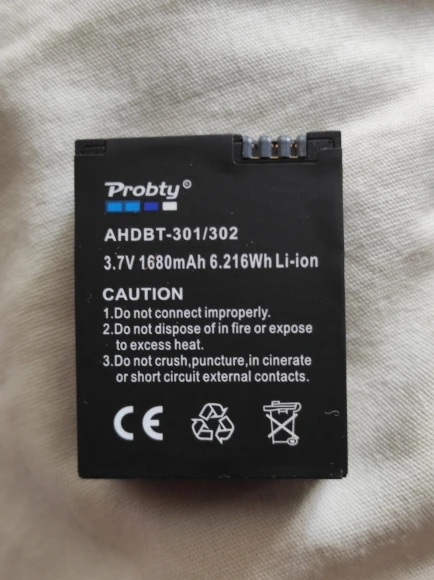 Probty®
AHDBT-301/302
3.7V 1680mAh 6.216Wh Li-ion
CAUTION
1.Do not connect improperly.
2.Do not dispose of in fire or expose
to excess heat.
3.Do not crush,puncture,in cinerate
or short circuit external contacts.
CE